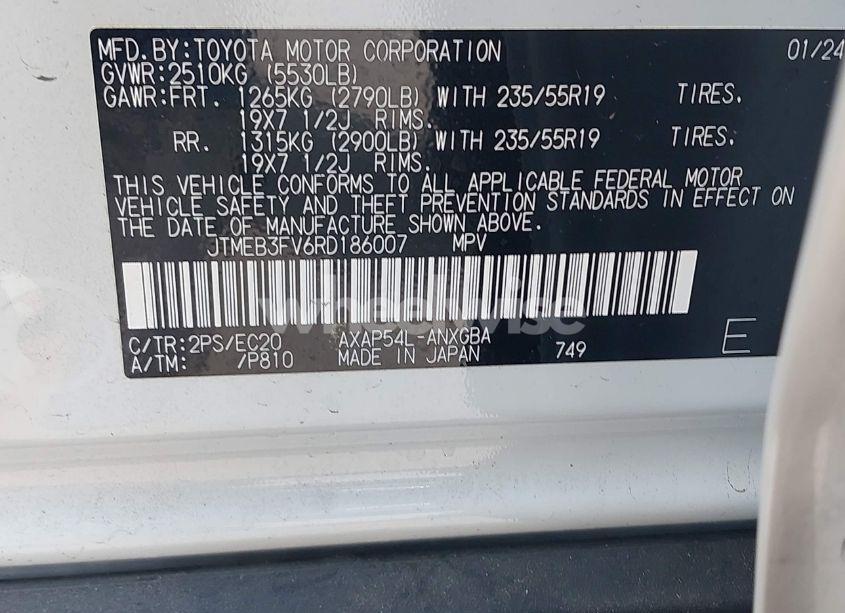 MFD.BY:TOYOTA MOTOR CORPORATION 01/24
GVWR:2510KG (5530LB)
GAWR:FRT. 1265KG (2790LB) WITH 235/55R19 TIRES.
19X7 1/2J RIMS.
RR. 1315KG (2900LB) WITH 235/55R19 TIRES.
19X7 1/2J RIMS.
THIS VEHICLE CONFORMS TO ALL APPLICABLE FEDERAL MOTOR
VEHICLE SAFETY AND THEFT PREVENTION STANDARDS IN EFFECT ON
THE DATE OF MANUFACTURE SHOWN ABOVE.
JTMEB3FV6RD186007 MPV
wheelwise
C/TR:2PS/EC20 AXAP54L-ANXGBA
A/TM: /P810 MADE IN JAPAN 749 E